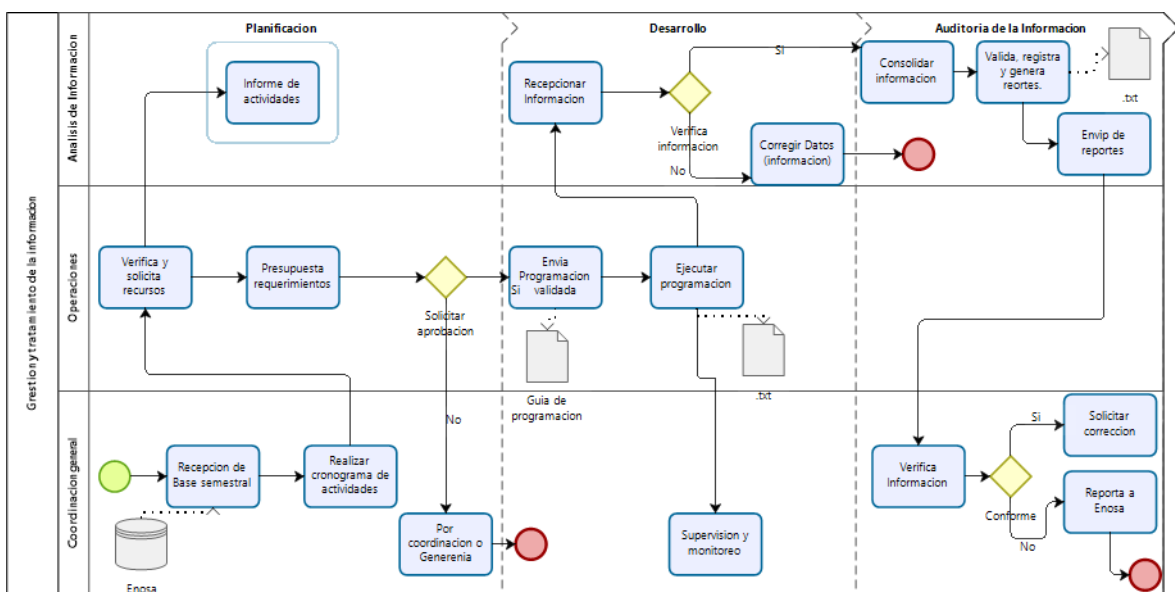 Planificacion
Desarrollo
Auditoria de la Informacion
Grestion y tratamiento de la informacion
Analisis de Informacion
Informe de
actividades
Recepcionar
Informacion
Verifica
informacion
Si
No
Corregir Datos
(informacion)
Consolidar
informacion
Valida, registra
y genera
reortes.
.txt
Envip de
reportes
Operaciones
Verifica y
solicita
recursos
Presupuesta
requerimientos
Solicitar
aprobacion
Si
No
Envia
Programacion
validada
Guia de
programacion
Ejecutar
programacion
.txt
Coordinacion general
Recepcion de
Base semestral
Enosa
Realizar
cronograma de
actividades
Por
coordinacion o
Generenia
Supervision y
monitoreo
Verifica
Informacion
Conforme
Si
No
Solicitar
correccion
Reporta a
Enosa